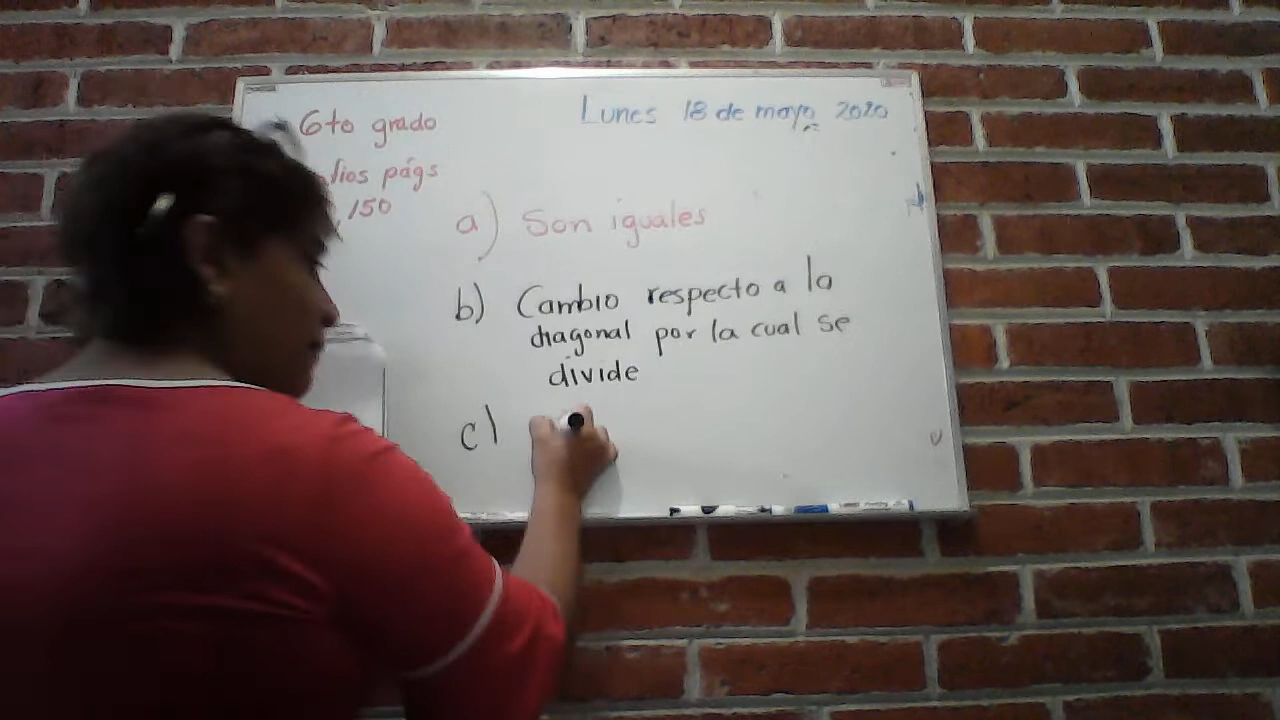 6to grado
Lunes 18 de mayo 2020
págs
150
a) Son iguales
b) Cambio respecto a la
diagonal por la cual se
divide
c)